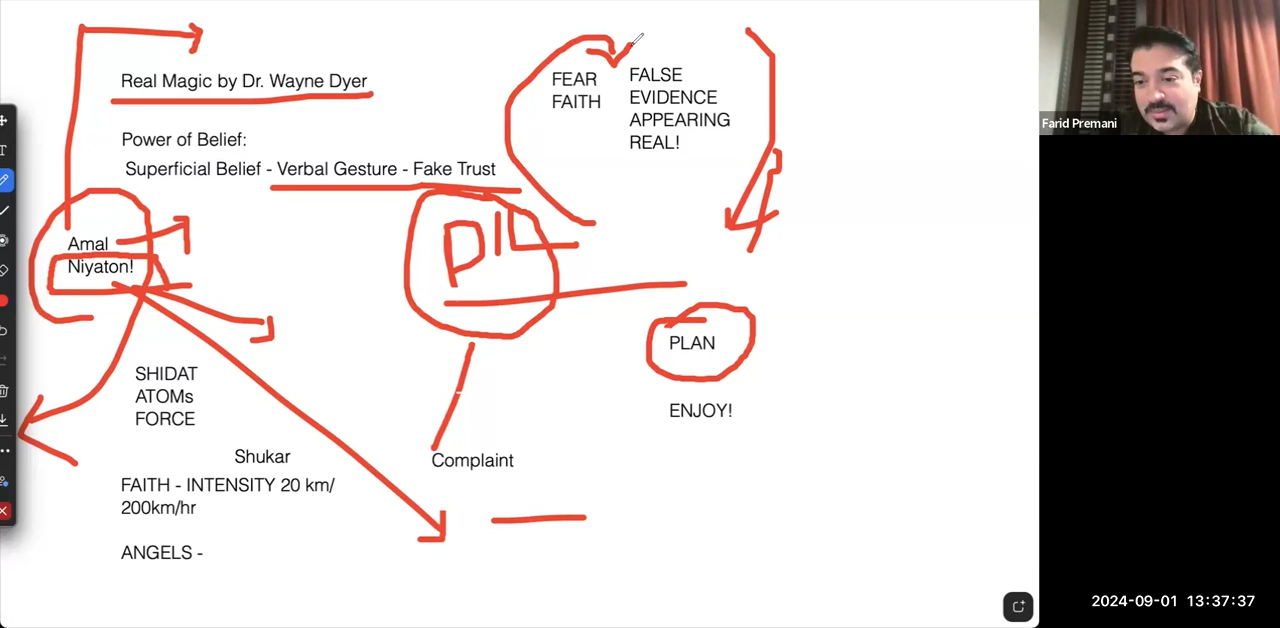 Real Magic by Dr. Wayne Dyer
Power of Belief:
Superficial Belief - Verbal Gesture - Fake Trust
FEAR
FAITH
FALSE
EVIDENCE
APPEARING
REAL!
Farid Premani
Amal
Niyaton!
DIL
PLAN
ENJOY!
SHIDAT
ATOMs
FORCE
Shukar
Complaint
FAITH - INTENSITY 20 km/
200km/hr
ANGELS -
2024-09-01 13:37:37